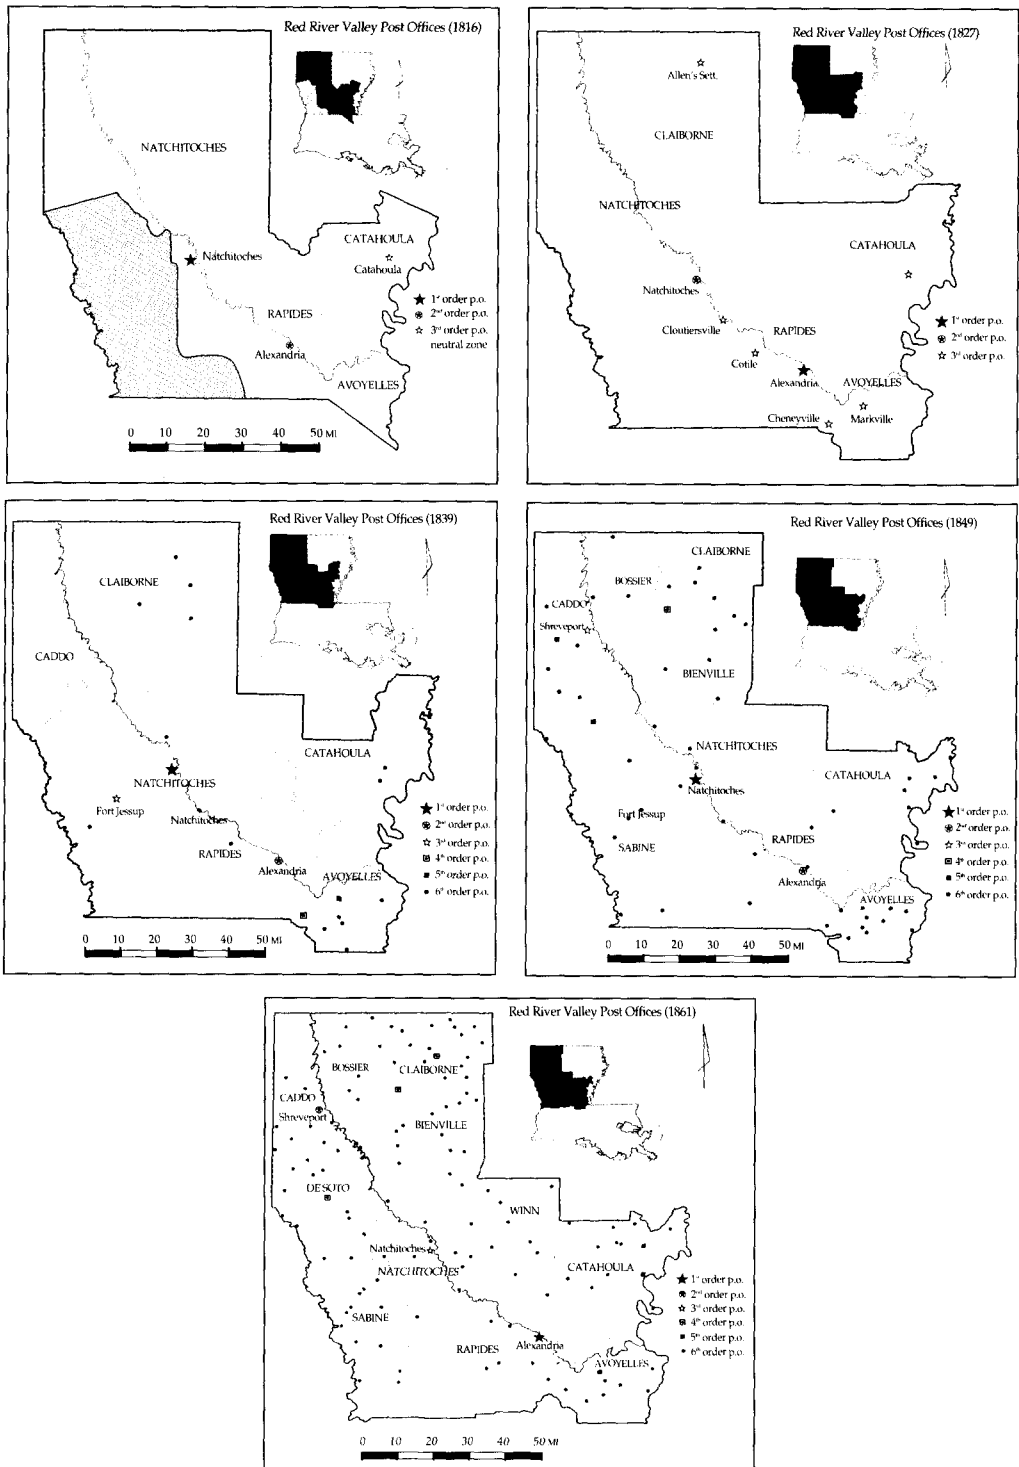 Red River Valley Post Offices (1816)
NATCHITOCHES
CATAHOULA
Natchitoches
Catahoula
RAPIDES
Alexandria
AVOYELLES
1st order p.o.
2nd order p.o.
3rd order p.o.
neutral zone
0 10 16 20 30 40 50 MI
Red River Valley Post Offices (1827)
Allen's Sett.
CLAIBORNE
NATCHITOCHES
CATAHOULA
Natchitoches
Cloutiersville
RAPIDES
Cotile
Alexandria
AVOYELLES
Cheneyville
Markville
1st order p.o.
2nd order p.o.
3rd order p.o.
Red River Valley Post Offices (1839)
CLAIBORNE
CADDO
CATAHOULA
NATCHITOCHES
Fort Jessup
Natchitoches
RAPIDES
Alexandria
AVOYELLES
1st order p.o.
2nd order p.o.
3rd order p.o.
4th order p.o.
5th order p.o.
6th order p.o.
0 10 20 30 40 50 MI
Red River Valley Post Offices (1849)
CLAIBORNE
BOSSIER
CADDO
Shreveport
BIENVILLE
NATCHITOCHES
CATAHOULA
Natchitoches
Fort Jessup
SABINE
RAPIDES
Alexandria
AVOYELLES
1st order p.o.
2nd order p.o.
3rd order p.o.
4th order p.o.
5th order p.o.
6th order p.o.
0 10 20 30 40 50 MI
Red River Valley Post Offices (1861)
BOSSIER
CLAIBORNE
CADDO
Shreveport
BIENVILLE
DE SOTO
WINN
Natchitoches
NATCHITOCHES
CATAHOULA
SABINE
RAPIDES
Alexandria
AVOYELLES
1st order p.o.
2nd order p.o.
3rd order p.o.
4th order p.o.
5th order p.o.
6th order p.o.
0 10 20 30 40 50 MI